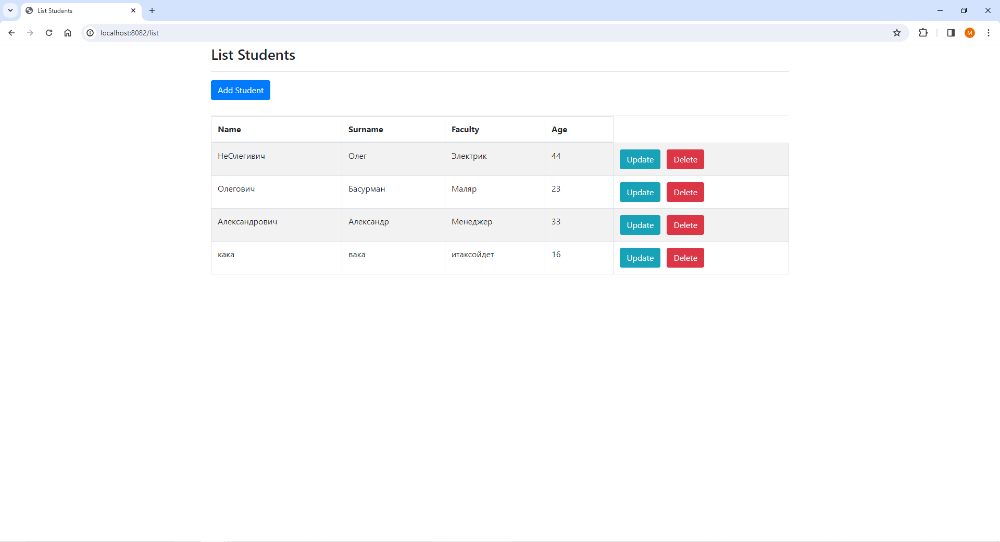 List Students
localhost:8082/list
M
List Students
Add Student
Name Surname Faculty Age
НеОлегивич Олег Электрик 44 Update Delete
Олегович Басурман Маляр 23 Update Delete
Александрович Александр Менеджер 33 Update Delete
кака вака итаксойдет 16 Update Delete